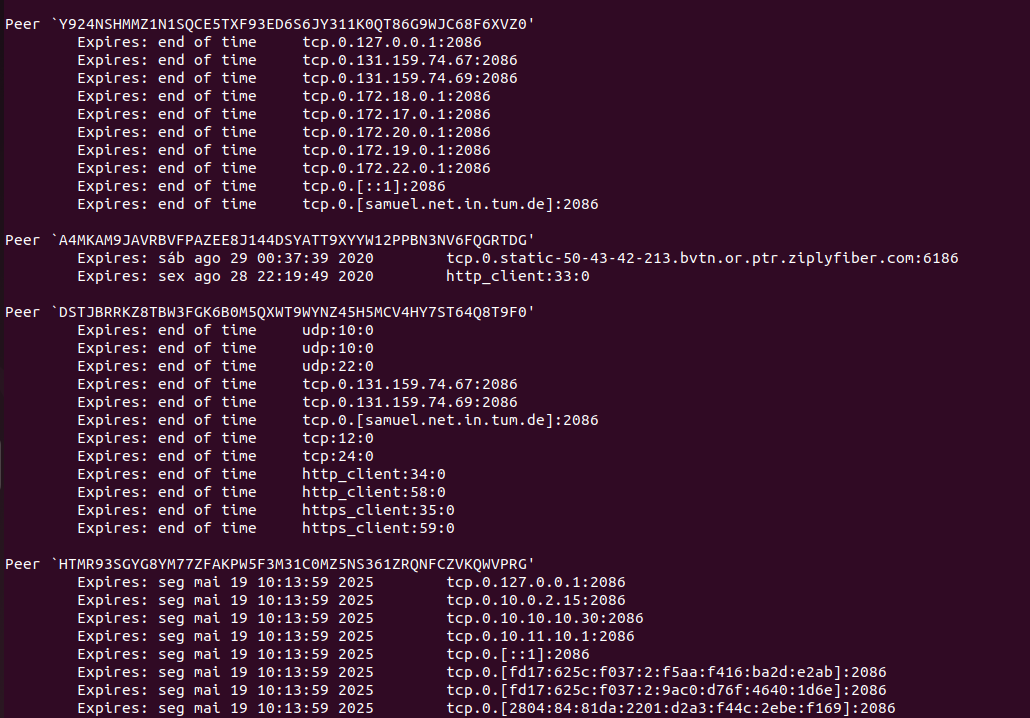 Peer `Y924NSHMMZ1N1SQCE5TXF93ED6S6JY311K0QT86G9WJC68F6XVZ0'
Expires: end of time tcp.0.127.0.0.1:2086
Expires: end of time tcp.0.131.159.74.67:2086
Expires: end of time tcp.0.131.159.74.69:2086
Expires: end of time tcp.0.172.18.0.1:2086
Expires: end of time tcp.0.172.17.0.1:2086
Expires: end of time tcp.0.172.20.0.1:2086
Expires: end of time tcp.0.172.19.0.1:2086
Expires: end of time tcp.0.172.22.0.1:2086
Expires: end of time tcp.0.[::1]:2086
Expires: end of time tcp.0.[samuel.net.in.tum.de]:2086
Peer `A4MKAM9JAVRBVFPAZEE8J144DSYATT9XYYW12PPBN3NV6FQGRTDG'
Expires: sáb ago 29 00:37:39 2020 tcp.0.static-50-43-42-213.bvtn.or.ptr.ziplyfiber.com:6186
Expires: sex ago 28 22:19:49 2020 http_client:33:0
Peer `DSTJBRRKZ8TBW3FGK6B0M5QXWT9WYNZ45H5MCV4HY7ST64Q8T9F0'
Expires: end of time udp:10:0
Expires: end of time udp:10:0
Expires: end of time udp:22:0
Expires: end of time tcp.0.131.159.74.67:2086
Expires: end of time tcp.0.131.159.74.69:2086
Expires: end of time tcp.0.[samuel.net.in.tum.de]:2086
Expires: end of time tcp:12:0
Expires: end of time tcp:24:0
Expires: end of time http_client:34:0
Expires: end of time http_client:58:0
Expires: end of time https_client:35:0
Expires: end of time https_client:59:0
Peer `HTMR93SGYG8YM77ZFAKPW5F3M31C0MZ5NS361ZRQNFCZVKQWVPRG'
Expires: seg mai 19 10:13:59 2025 tcp.0.127.0.0.1:2086
Expires: seg mai 19 10:13:59 2025 tcp.0.10.0.2.15:2086
Expires: seg mai 19 10:13:59 2025 tcp.0.10.10.10.30:2086
Expires: seg mai 19 10:13:59 2025 tcp.0.10.11.10.1:2086
Expires: seg mai 19 10:13:59 2025 tcp.0.[::1]:2086
Expires: seg mai 19 10:13:59 2025 tcp.0.[fd17:625c:f037:2:f5aa:f416:ba2d:e2ab]:2086
Expires: seg mai 19 10:13:59 2025 tcp.0.[fd17:625c:f037:2:9ac0:d76f:4640:1d6e]:2086
Expires: seg mai 19 10:13:59 2025 tcp.0.[2804:84:81da:2201:d2a3:f44c:2ebe:f169]:2086